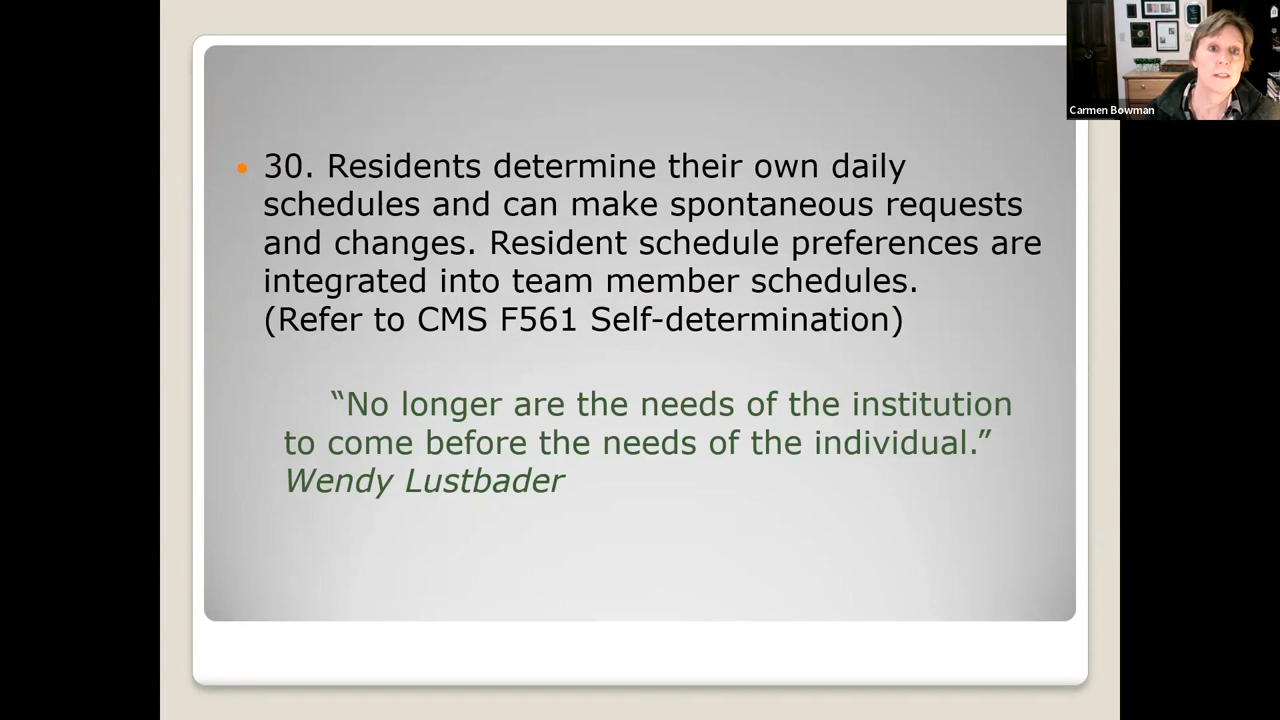 30. Residents determine their own daily
schedules and can make spontaneous requests
and changes. Resident schedule preferences are
integrated into team member schedules.
(Refer to CMS F561 Self-determination)
“No longer are the needs of the institution
to come before the needs of the individual.”
Wendy Lustbader
Carmen Bowman